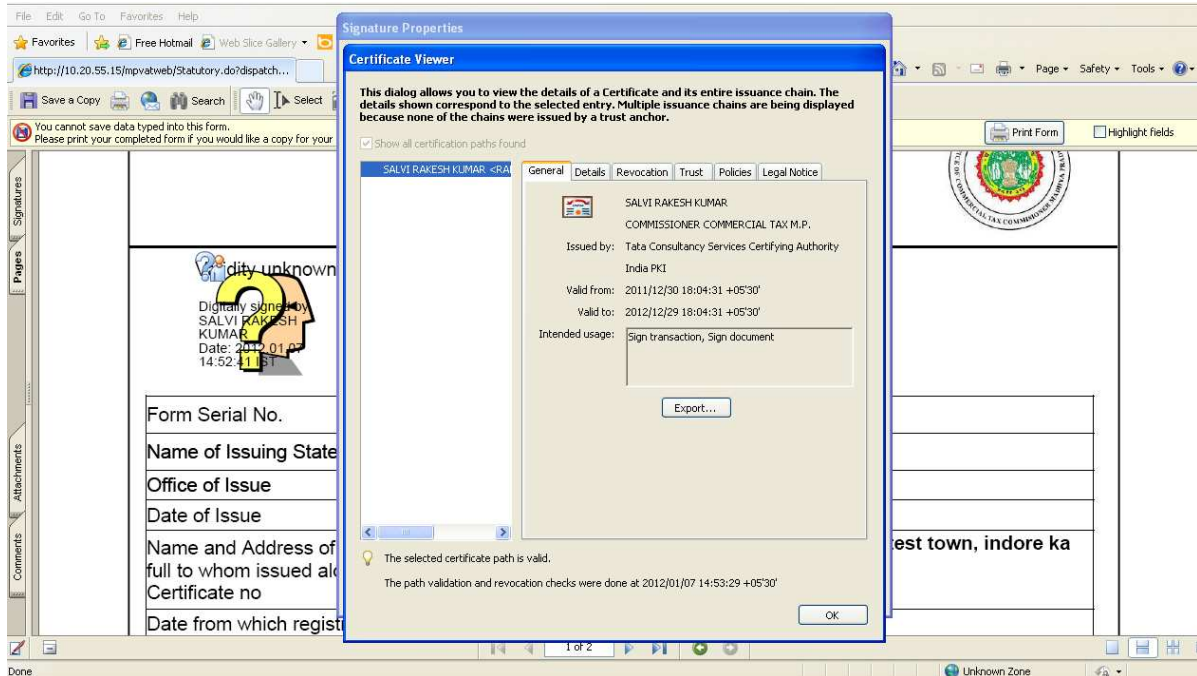 File Edit Go To Favorites Help
Signature Properties
Favorites Free Hotmail Web Slice Gallery
Certificate Viewer
http://10.20.55.15/mpvatweb/Statutory.do?dispatch...
Page Safety Tools
Save a Copy Search Select
You cannot save data typed into this form.
Please print your completed form if you would like a copy for your
Print Form Highlight fields
This dialog allows you to view the details of a Certificate and its entire issuance chain. The
details shown correspond to the selected entry. Multiple issuance chains are being displayed
because none of the chains were issued by a trust anchor.
Show all certification paths found
SALVI RAKESH KUMAR <RA
General Details Revocation Trust Policies Legal Notice
SALVI RAKESH KUMAR
COMMISSIONER COMMERCIAL TAX M.P.
Issued by: Tata Consultancy Services Certifying Authority
India PKI
Valid from: 2011/12/30 18:04:31 +05'30'
Valid to: 2012/12/29 18:04:31 +05'30'
Intended usage: Sign transaction, Sign document
Export...
The selected certificate path is valid.
The path validation and revocation checks were done at 2012/01/07 14:53:29 +05'30'
OK
Signatures
Pages
Attachments
Comments
dity unknown
Digitally signed by
SALVI RAKESH
KUMAR
Date: 2012.01.07
14:52:41 IST
Form Serial No.
Name of Issuing State
Office of Issue
Date of Issue
Name and Address of
test town, indore ka
full to whom issued alo
Certificate no
Date from which regist
1 of 2
Done
Unknown Zone